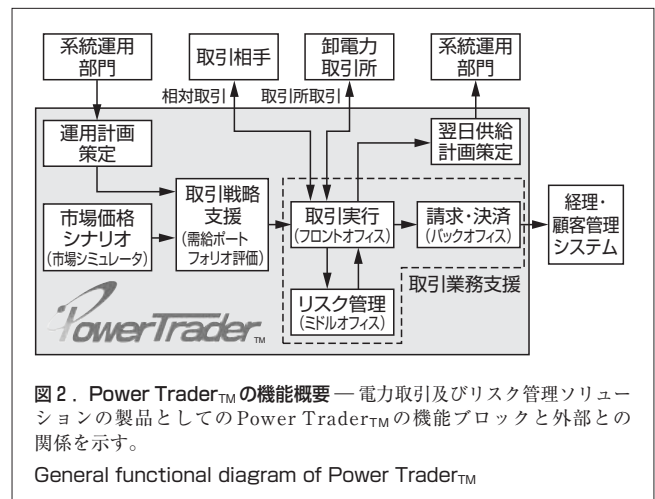 系統運用
部門
取引相手
卸電力
取引所
系統運用
部門
相対取引
取引所取引
運用計画
策定
翌日供給
計画策定
市場価格
シナリオ
(市場シミュレータ)
取引戦略
支援
(需給ポート
フォリオ評価)
取引実行
(フロントオフィス)
請求・決済
(バックオフィス)
経理・
顧客管理
システム
リスク管理
(ミドルオフィス)
取引業務支援
PowerTrader TM
図2. Power TraderTMの機能概要 — 電力取引及びリスク管理ソリュー
ションの製品としてのPower TraderTMの機能ブロックと外部との
関係を示す。
General functional diagram of Power TraderTM